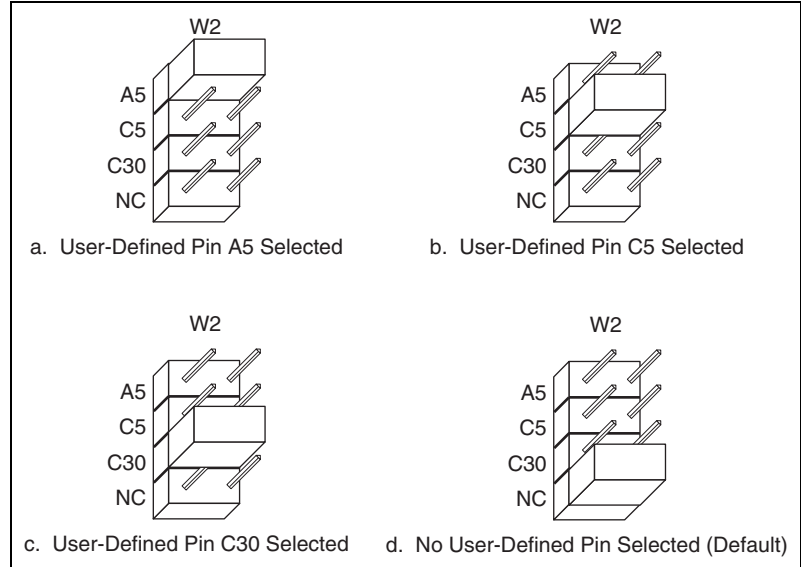 W2
A5
C5
C30
NC
a. User-Defined Pin A5 Selected
W2
A5
C5
C30
NC
b. User-Defined Pin C5 Selected
W2
A5
C5
C30
NC
c. User-Defined Pin C30 Selected
W2
A5
C5
C30
NC
d. No User-Defined Pin Selected (Default)